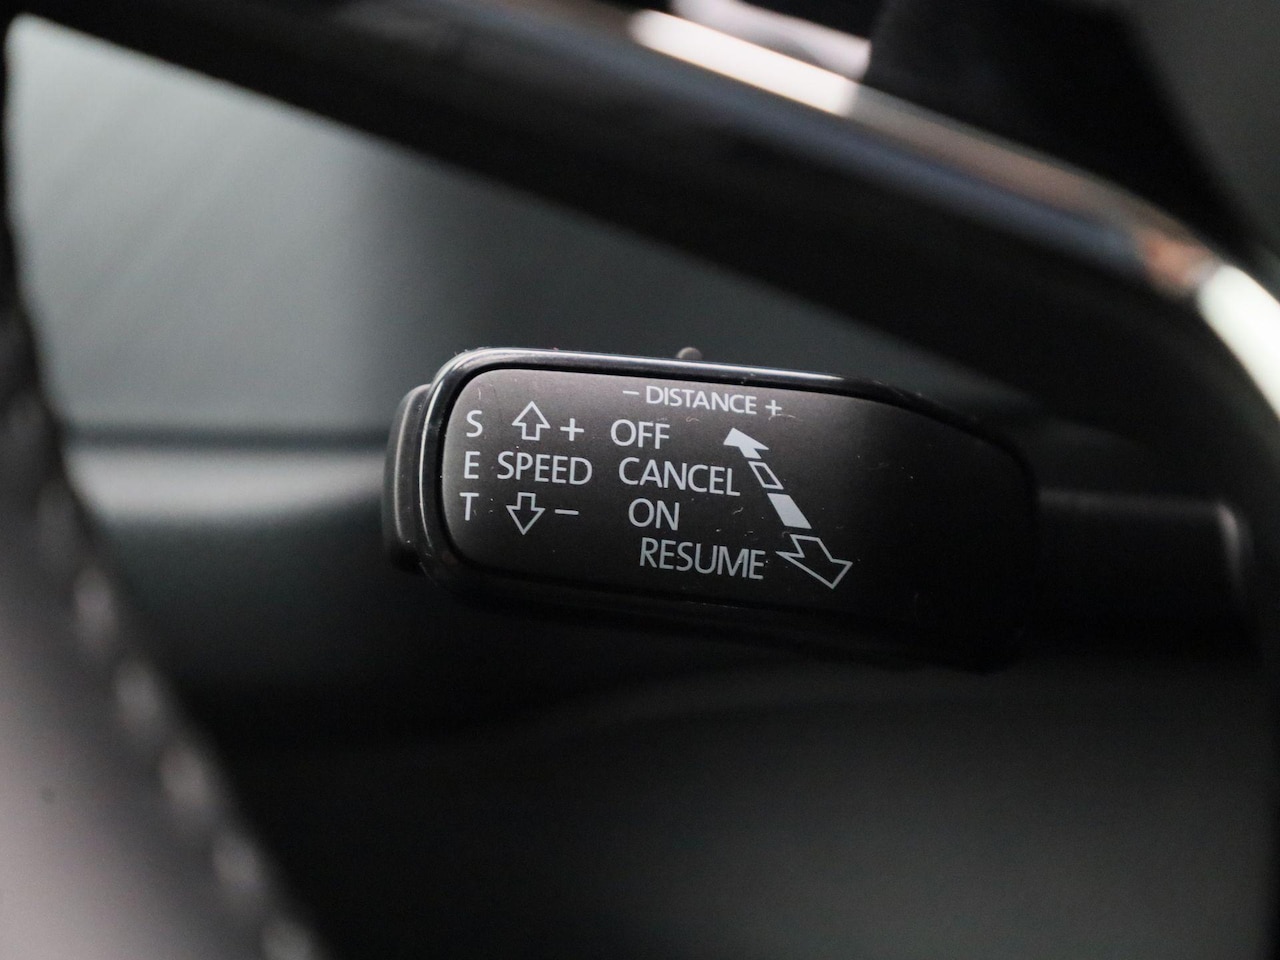 − DISTANCE +
S + OFF
E SPEED CANCEL
T − ON
RESUME